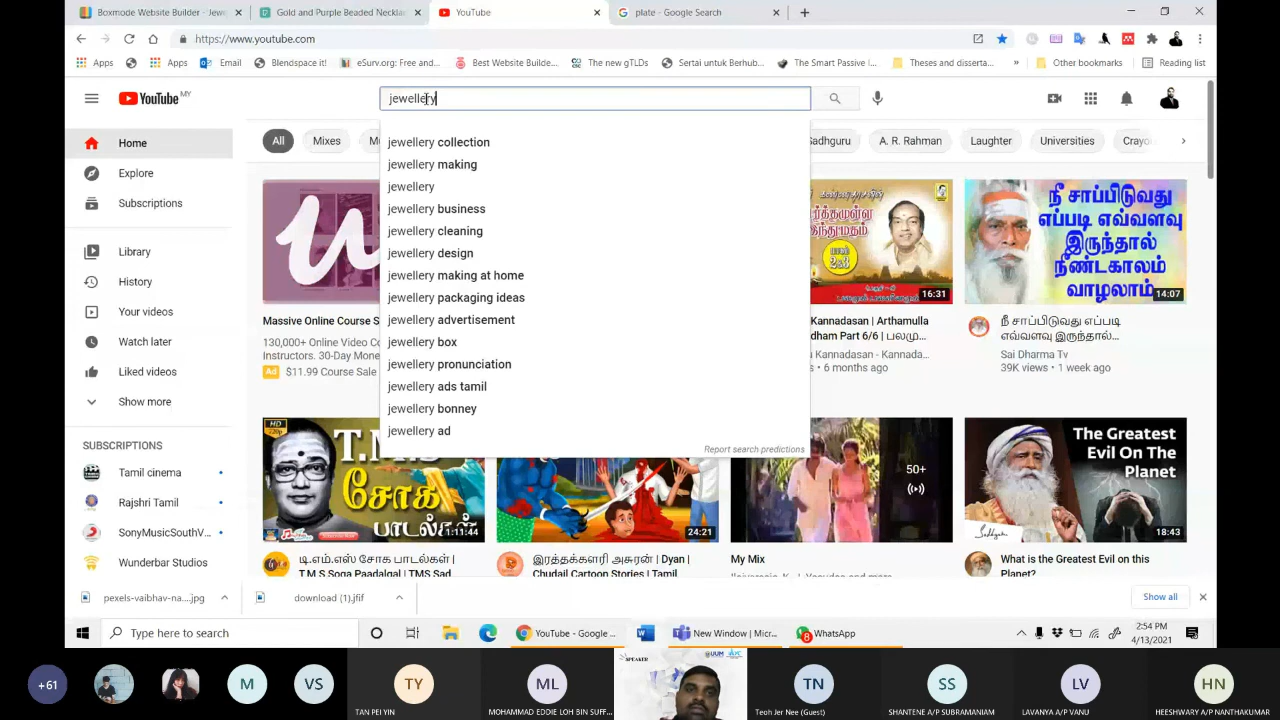 Boxmode Website Builder - Jewe
Gold and Purple Beaded Necklac
YouTube
plate - Google Search
https://www.youtube.com
Apps
Apps
Email
Blendspace it!
eSurv.org: Free and...
Best Website Builde...
The new gTLDs
Sertai untuk Berhub...
The Smart Passive I...
Theses and disserta...
»
Other bookmarks
Reading list
YouTube MY
jewellery
Home
Explore
Subscriptions
Library
History
Your videos
Watch later
Liked videos
Show more
SUBSCRIPTIONS
Tamil cinema
Rajshri Tamil
SonyMusicSouthV...
Wunderbar Studios
All
Mixes
jewellery collection
jewellery making
jewellery
jewellery business
jewellery cleaning
jewellery design
jewellery making at home
jewellery packaging ideas
jewellery advertisement
jewellery box
jewellery pronunciation
jewellery ads tamil
jewellery bonney
jewellery ad
Report search predictions
Sadhguru
A. R. Rahman
Laughter
Universities
Crayo
Massive Online Course S
130,000+ Online Video Co
Instructors. 30-Day Mone
Ad
$11.99 Course Sale
இந்துமதம்
16:31
Kannadasan | Arthamulla
dham Part 6/6 | பலமு...
Kannadasan - Kannada...
• 6 months ago
நீ சாப்பிடுவது
எப்படி எவ்வளவு
இருந்தால்
நீண்டகாலம்
வாழலாம்
14:07
நீ சாப்பிடுவது எப்படி
எவ்வளவு இருந்தால்...
Sai Dharma Tv
39K views • 1 week ago
HD
T.M
சோக
பாடல்கள்
1:11:44
டி.எம்.எஸ் சோக பாடல்கள் |
T.M.S Soga Paadalgal | TMS Sad
24:21
இரத்தக்களரி அசுரன் | Dyan |
Chudail Cartoon Stories | Tamil
50+
My Mix
The Greatest
Evil On the
Planet
Sadhguru
18:43
What is the Greatest Evil on this
Planet?
pexels-vaibhav-na....jpg
download (1).jfif
Show all
Type here to search
YouTube - Google ...
New Window | Micr...
8
WhatsApp
2:54 PM
4/13/2021
+61
M
VS
TY
TAN PEI YIN
ML
MOHAMMAD EDDIE LOH BIN SUFF...
SPEAKER
UUM
TN
Teoh Jer Nee (Guest)
SS
SHANTENE A/P SUBRAMANIAM
LV
LAVANYA A/P VANU
HN
HEESHWARY A/P NANTHAKUMAR